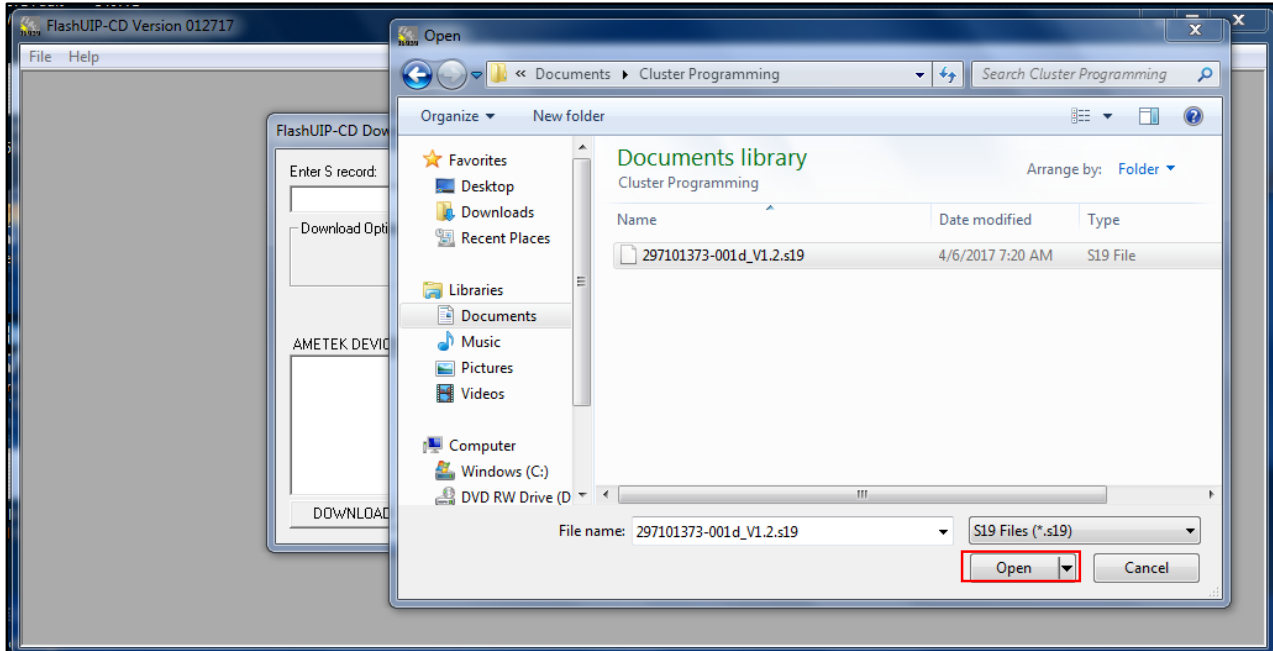 FlashUIP-CD Version 012717
File Help
FlashUIP-CD Dow
Enter S record:
Download Opti
AMETEK DEVIC
DOWNLOAD
Open
« Documents Cluster Programming
Search Cluster Programming
Organize New folder
Favorites
Desktop
Downloads
Recent Places
Libraries
Documents
Music
Pictures
Videos
Computer
Windows (C:)
DVD RW Drive (D
Documents library
Cluster Programming
Arrange by: Folder
Name Date modified Type
297101373-001d_V1.2.s19 4/6/2017 7:20 AM S19 File
File name: 297101373-001d_V1.2.s19 S19 Files (*.s19)
Open Cancel